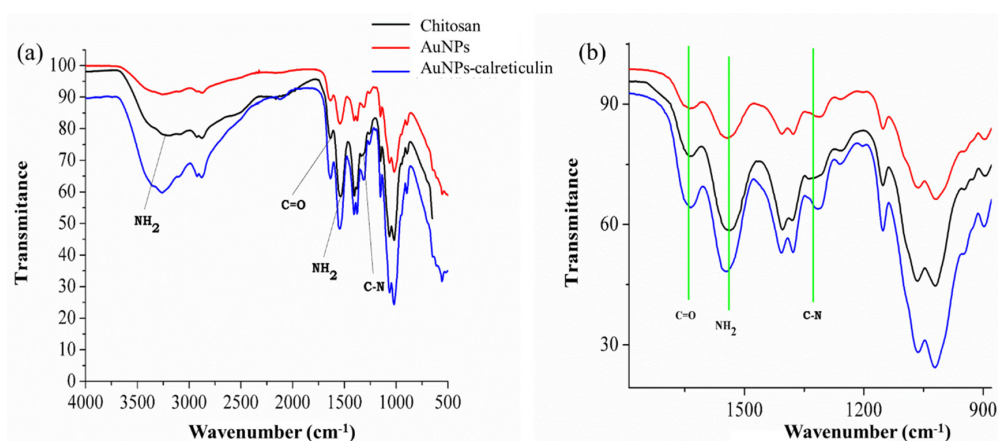 Chitosan
AuNPs
AuNPs-calreticulin
(a)
100
90
80
70
60
50
40
30
20
10
0
Transmitance
C=O
NH2
NH2
C-N
4000 3500 3000 2500 2000 1500 1000 500
Wavenumber (cm-1)
(b)
90
60
30
Transmitance
C=O
NH2
C-N
1500 1200 900
Wavenumber (cm-1)